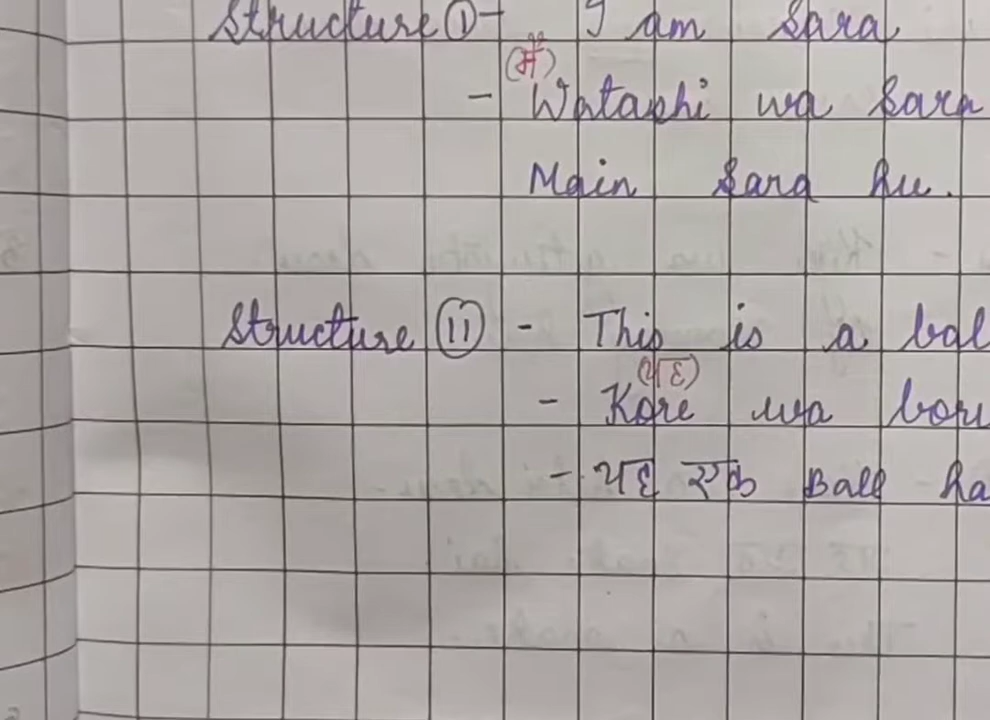 Structure ① - I am Sara
(मैं)
- Watashi wa Sara
Main Sara hu.
Structure ⑪ - This is a bal
(यह)
- Kore wa
- यह एक Ball ha